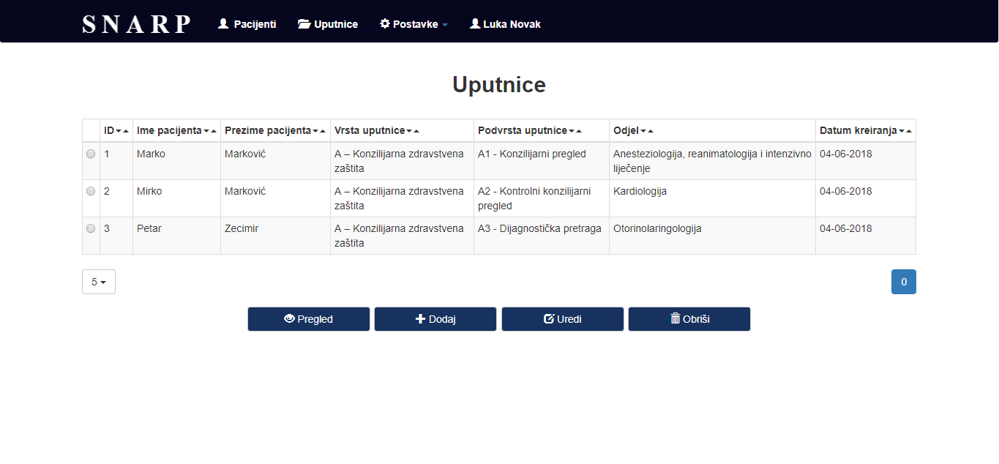 SNARP Pacijenti Uputnice Postavke Luka Novak
Uputnice
ID Ime pacijenta Prezime pacijenta Vrsta uputnice Podvrsta uputnice Odjel Datum kreiranja
1 Marko Marković A – Konzilijarna zdravstvena A1 - Konzilijarni pregled Anesteziologija, reanimatologija i intenzivno 04-06-2018
zaštita liječenje
2 Mirko Marković A – Konzilijarna zdravstvena A2 - Kontrolni konzilijarni Kardiologija 04-06-2018
zaštita pregled
3 Petar Zecimir A – Konzilijarna zdravstvena A3 - Dijagnostička pretraga Otorinolaringologija 04-06-2018
zaštita
5 0
Pregled Dodaj Uredi Obriši